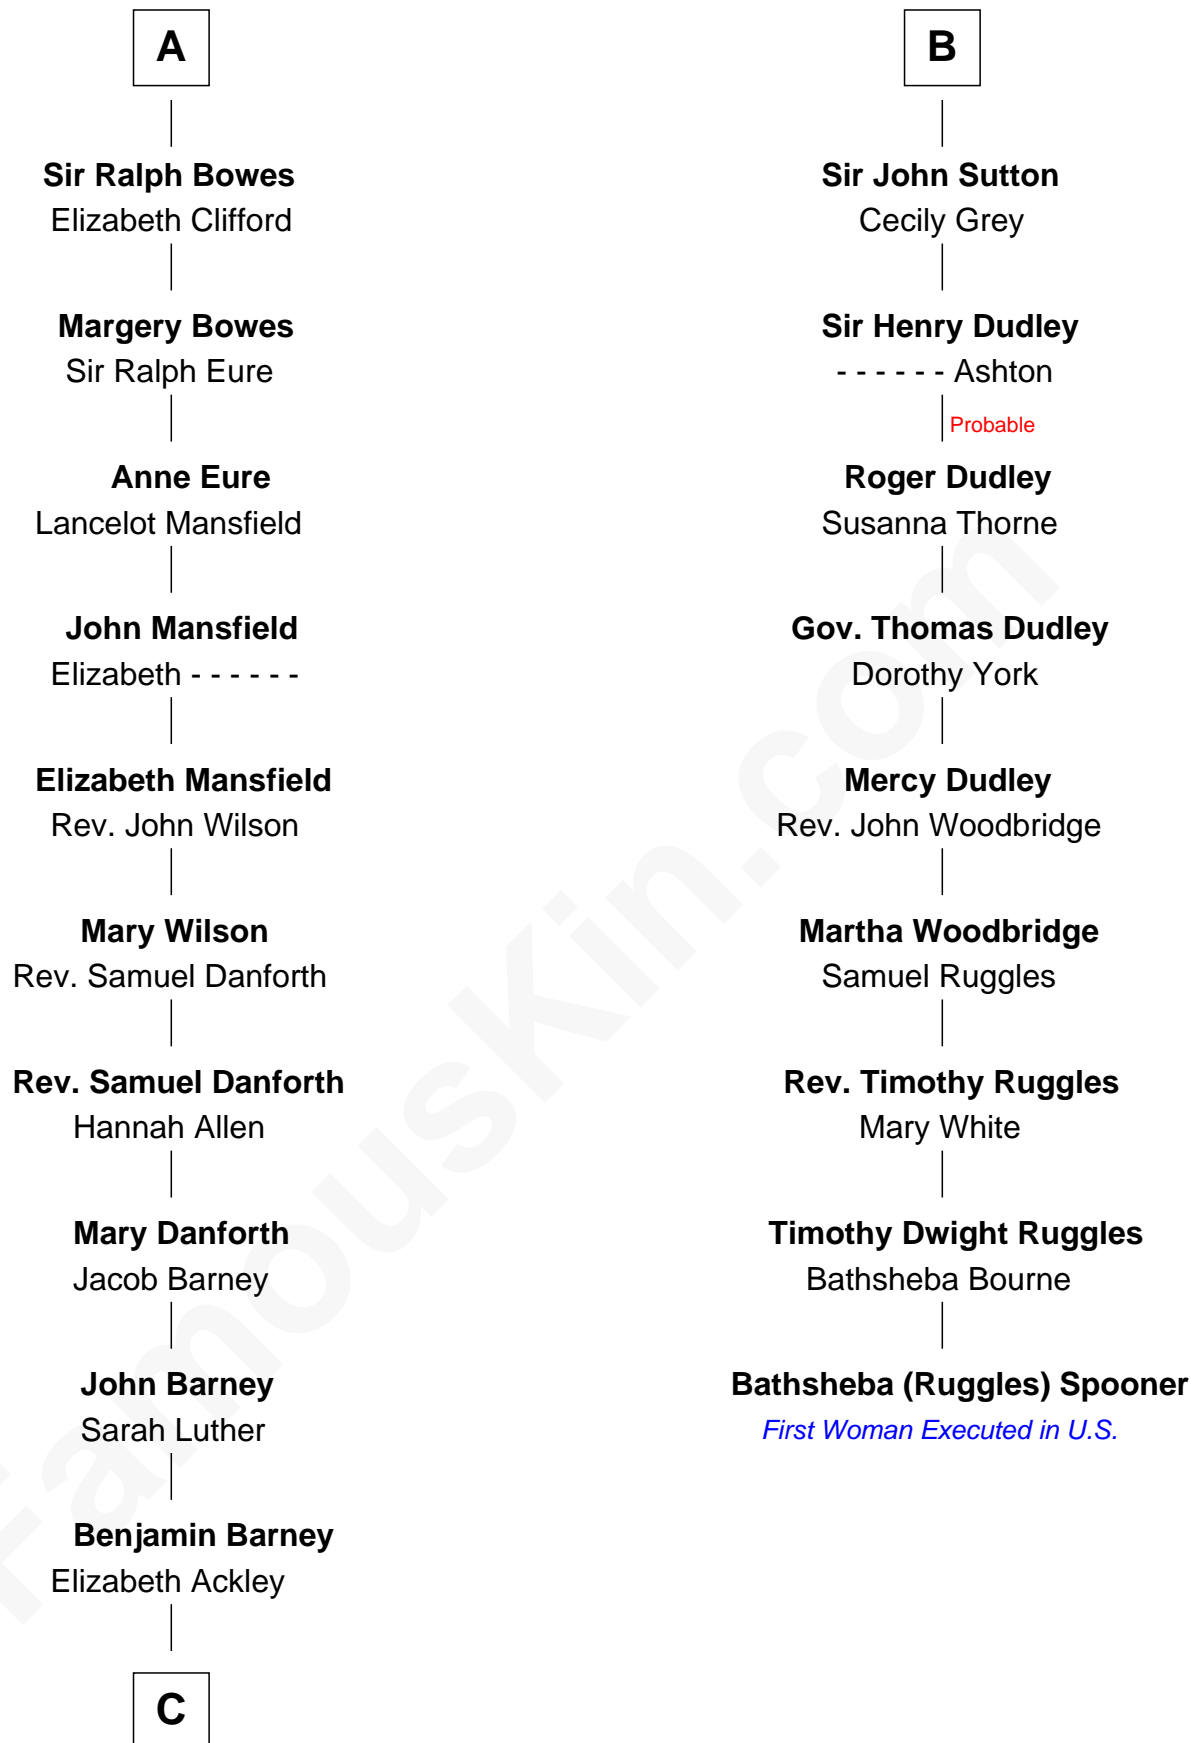 A
Sir Ralph Bowes
Elizabeth Clifford
Margery Bowes
Sir Ralph Eure
Anne Eure
Lancelot Mansfield
John Mansfield
Elizabeth - - - - - -
Elizabeth Mansfield
Rev. John Wilson
Mary Wilson
Rev. Samuel Danforth
Rev. Samuel Danforth
Hannah Allen
Mary Danforth
Jacob Barney
John Barney
Sarah Luther
Benjamin Barney
Elizabeth Ackley
C
B
Sir John Sutton
Cecily Grey
Sir Henry Dudley
- - - - - - Ashton
Probable
Roger Dudley
Susanna Thorne
Gov. Thomas Dudley
Dorothy York
Mercy Dudley
Rev. John Woodbridge
Martha Woodbridge
Samuel Ruggles
Rev. Timothy Ruggles
Mary White
Timothy Dwight Ruggles
Bathsheba Bourne
Bathsheba (Ruggles) Spooner
First Woman Executed in U.S.
FamousKin.com